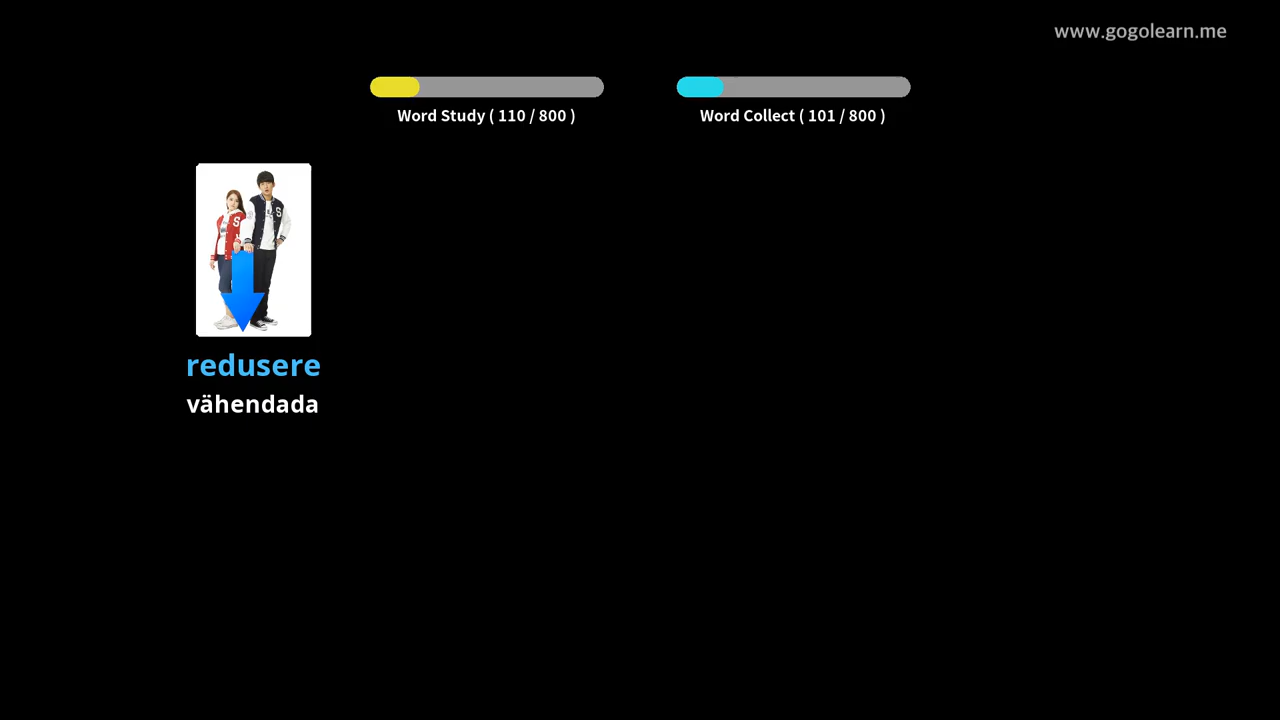 www.gogolearn.me
Word Study ( 110 / 800 )
Word Collect ( 101 / 800 )
S
S
redusere
vähendada